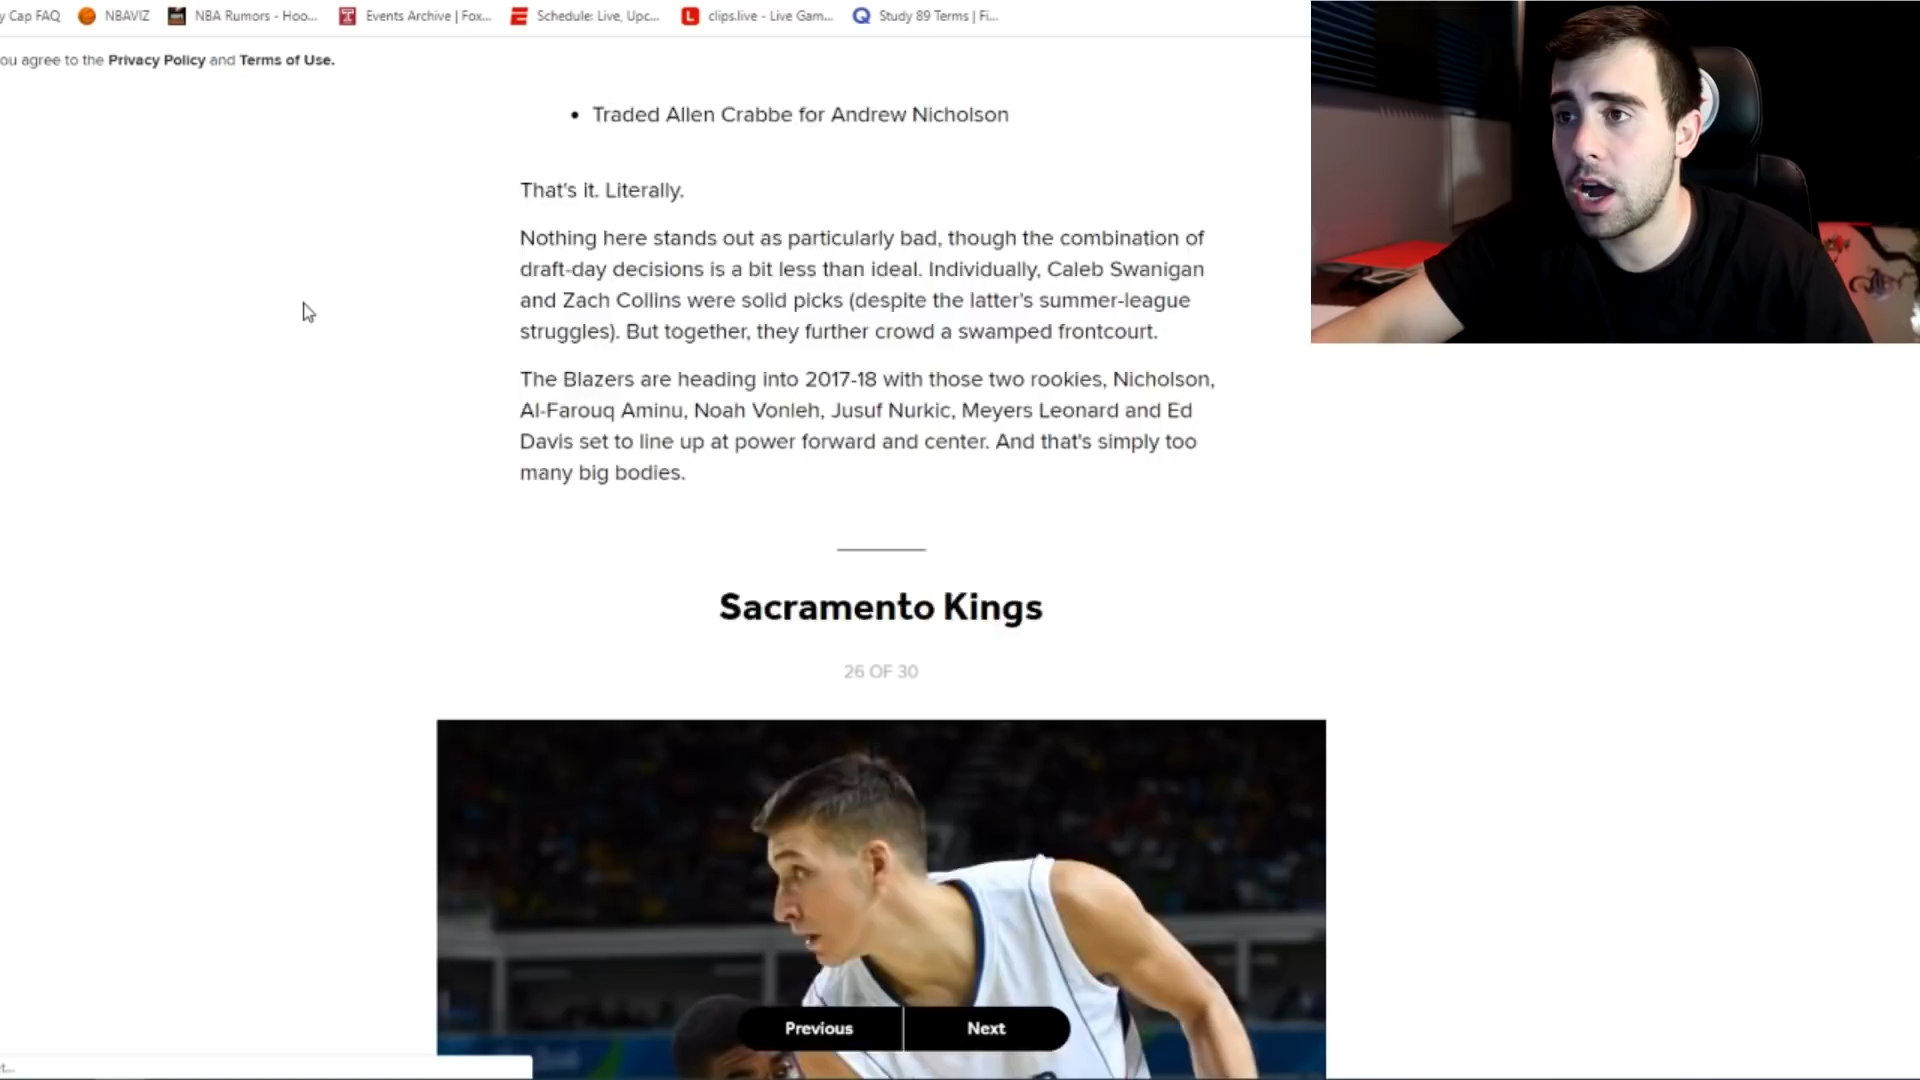 y Cap FAQ NBAVIZ NBA Rumors - Hoo... Events Archive | Fox... Schedule: Live, Upc... clips.live - Live Gam... Study 89 Terms | Fi...
ou agree to the Privacy Policy and Terms of Use.
• Traded Allen Crabbe for Andrew Nicholson
That's it. Literally.
Nothing here stands out as particularly bad, though the combination of
draft-day decisions is a bit less than ideal. Individually, Caleb Swanigan
and Zach Collins were solid picks (despite the latter's summer-league
struggles). But together, they further crowd a swamped frontcourt.
The Blazers are heading into 2017-18 with those two rookies, Nicholson,
Al-Farouq Aminu, Noah Vonleh, Jusuf Nurkic, Meyers Leonard and Ed
Davis set to line up at power forward and center. And that's simply too
many big bodies.
Sacramento Kings
26 OF 30
Previous Next
t...